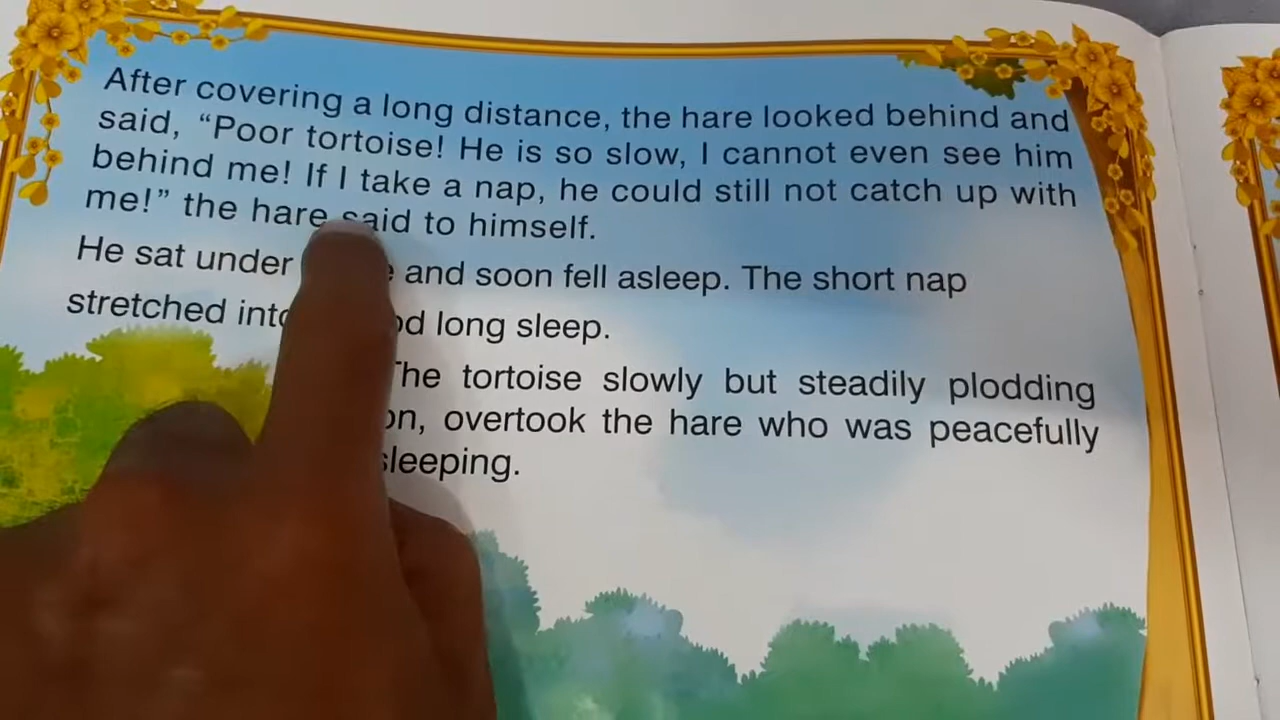 After covering a long distance, the hare looked behind and
said, “Poor tortoise! He is so slow, I cannot even see him
behind me! If I take a nap, he could still not catch up with
me!” the hare said to himself.
He sat under and soon fell asleep. The short nap
stretched into long sleep.
The tortoise slowly but steadily plodding
on, overtook the hare who was peacefully
sleeping.